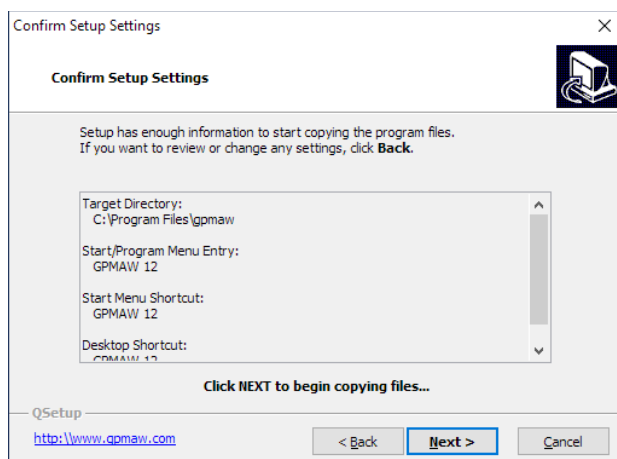 Confirm Setup Settings
Confirm Setup Settings
Setup has enough information to start copying the program files.
If you want to review or change any settings, click Back.
Target Directory:
C:\Program Files\gpmaw
Start/Program Menu Entry:
GPMAW 12
Start Menu Shortcut:
GPMAW 12
Desktop Shortcut:
GPMAW 12
Click NEXT to begin copying files...
QSetup
http:\\www.gpmaw.com
< Back
Next >
Cancel